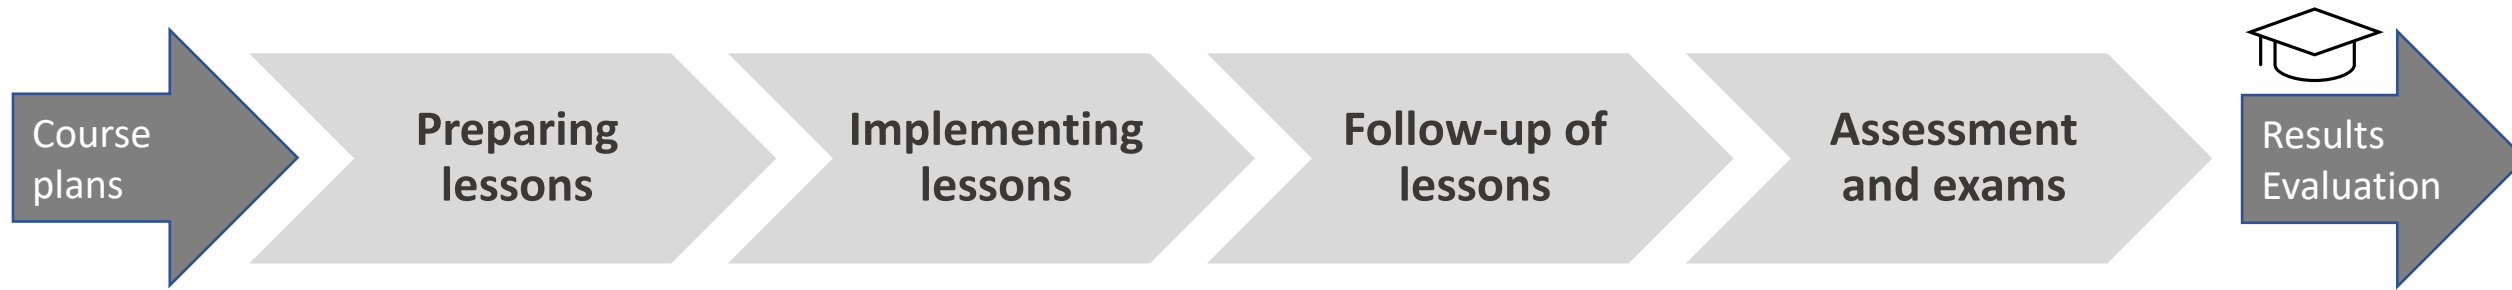 Course
plans
Preparing
lessons
Implementing
lessons
Follow-up of
lessons
Assessment
and exams
Results
Evaluation